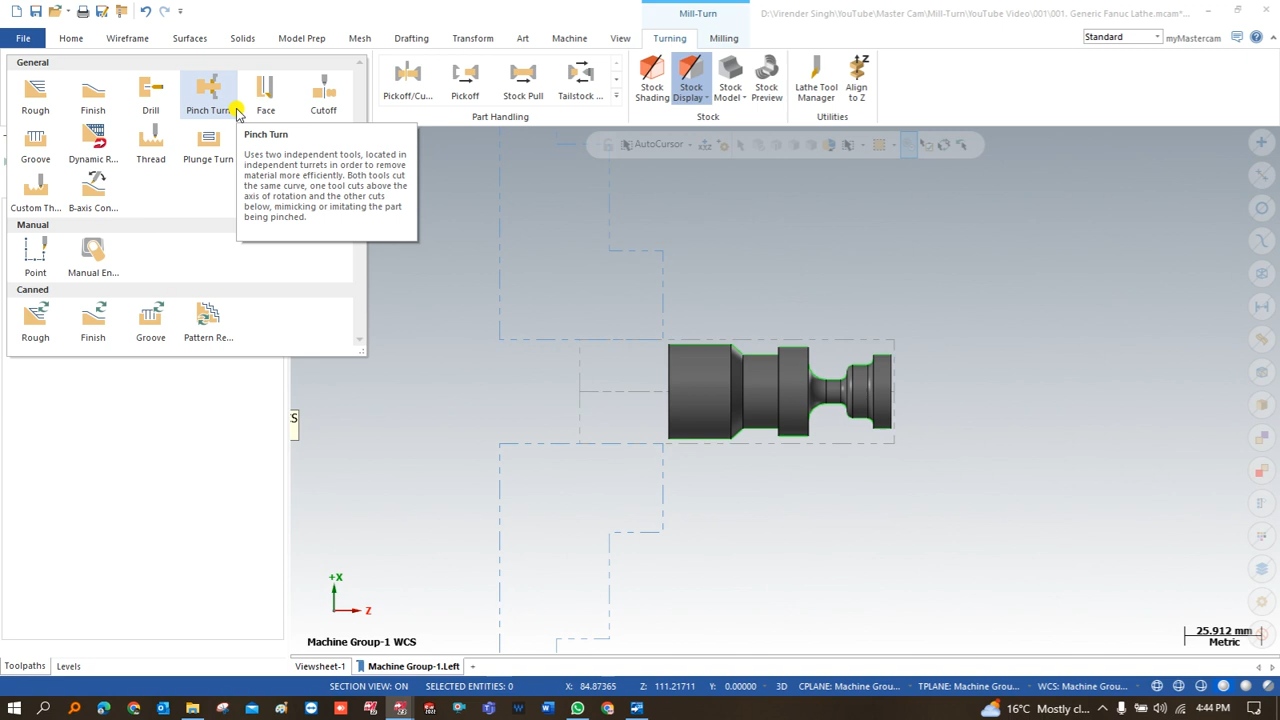 Mill-Turn
D:\Virender Singh\YouTube\Master Cam\Mill-Turn\YouTube Video\001\001. Generic Fanuc Lathe.mcam*...
File Home Wireframe Surfaces Solids Model Prep Mesh Drafting Transform Art Machine View Turning Milling
Standard
myMastercam
General
Rough Finish Drill Pinch Turn Face Cutoff
Groove Dynamic R... Thread Plunge Turn
Custom Th... B-axis Con...
Manual
Point Manual En...
Canned
Rough Finish Groove Pattern Re...
Pinch Turn
Uses two independent tools, located in
independent turrets in order to remove
material more efficiently. Both tools cut
the same curve, one tool cuts above the
axis of rotation and the other cuts
below, mimicking or imitating the part
being pinched.
Pickoff/Cu... Pickoff Stock Pull Tailstock ...
Part Handling
Stock Shading
Stock Display
Stock Model
Stock Preview
Stock
Lathe Tool Manager
Align to Z
Utilities
AutoCursor
S
+X
Z
Machine Group-1 WCS
25.912 mm
Metric
Toolpaths Levels
Viewsheet-1 Machine Group-1.Left +
SECTION VIEW: ON SELECTED ENTITIES: 0 X: 84.87365 Z: 111.21711 Y: 0.00000 3D CPLANE: Machine Grou... TPLANE: Machine Grou... WCS: Machine Grou...
16°C Mostly cl... ENG 4:44 PM